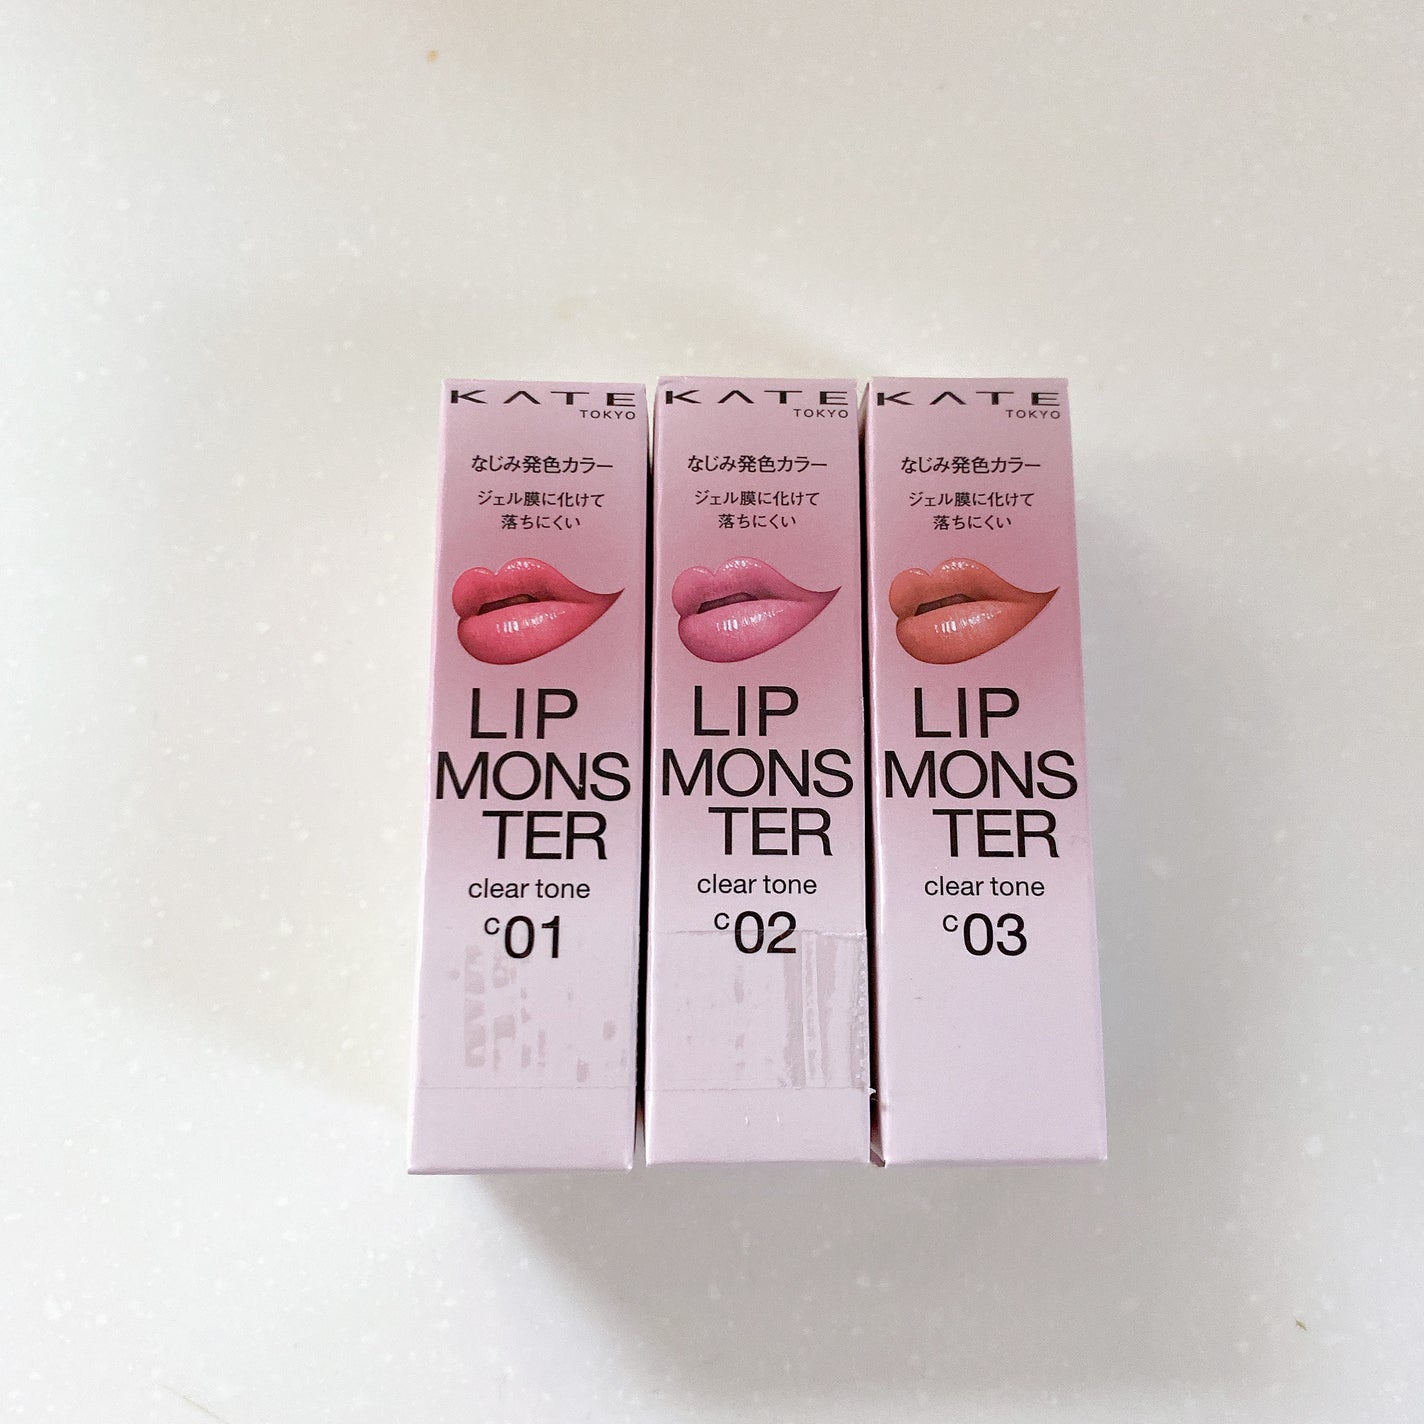 KATE
TOKYO
なじみ発色カラー
ジェル膜に化けて
落ちにくい
LIP
MONS
TER
clear tone
c01
KATE
TOKYO
なじみ発色カラー
ジェル膜に化けて
落ちにくい
LIP
MONS
TER
clear tone
c02
KATE
TOKYO
なじみ発色カラー
ジェル膜に化けて
落ちにくい
LIP
MONS
TER
clear tone
c03